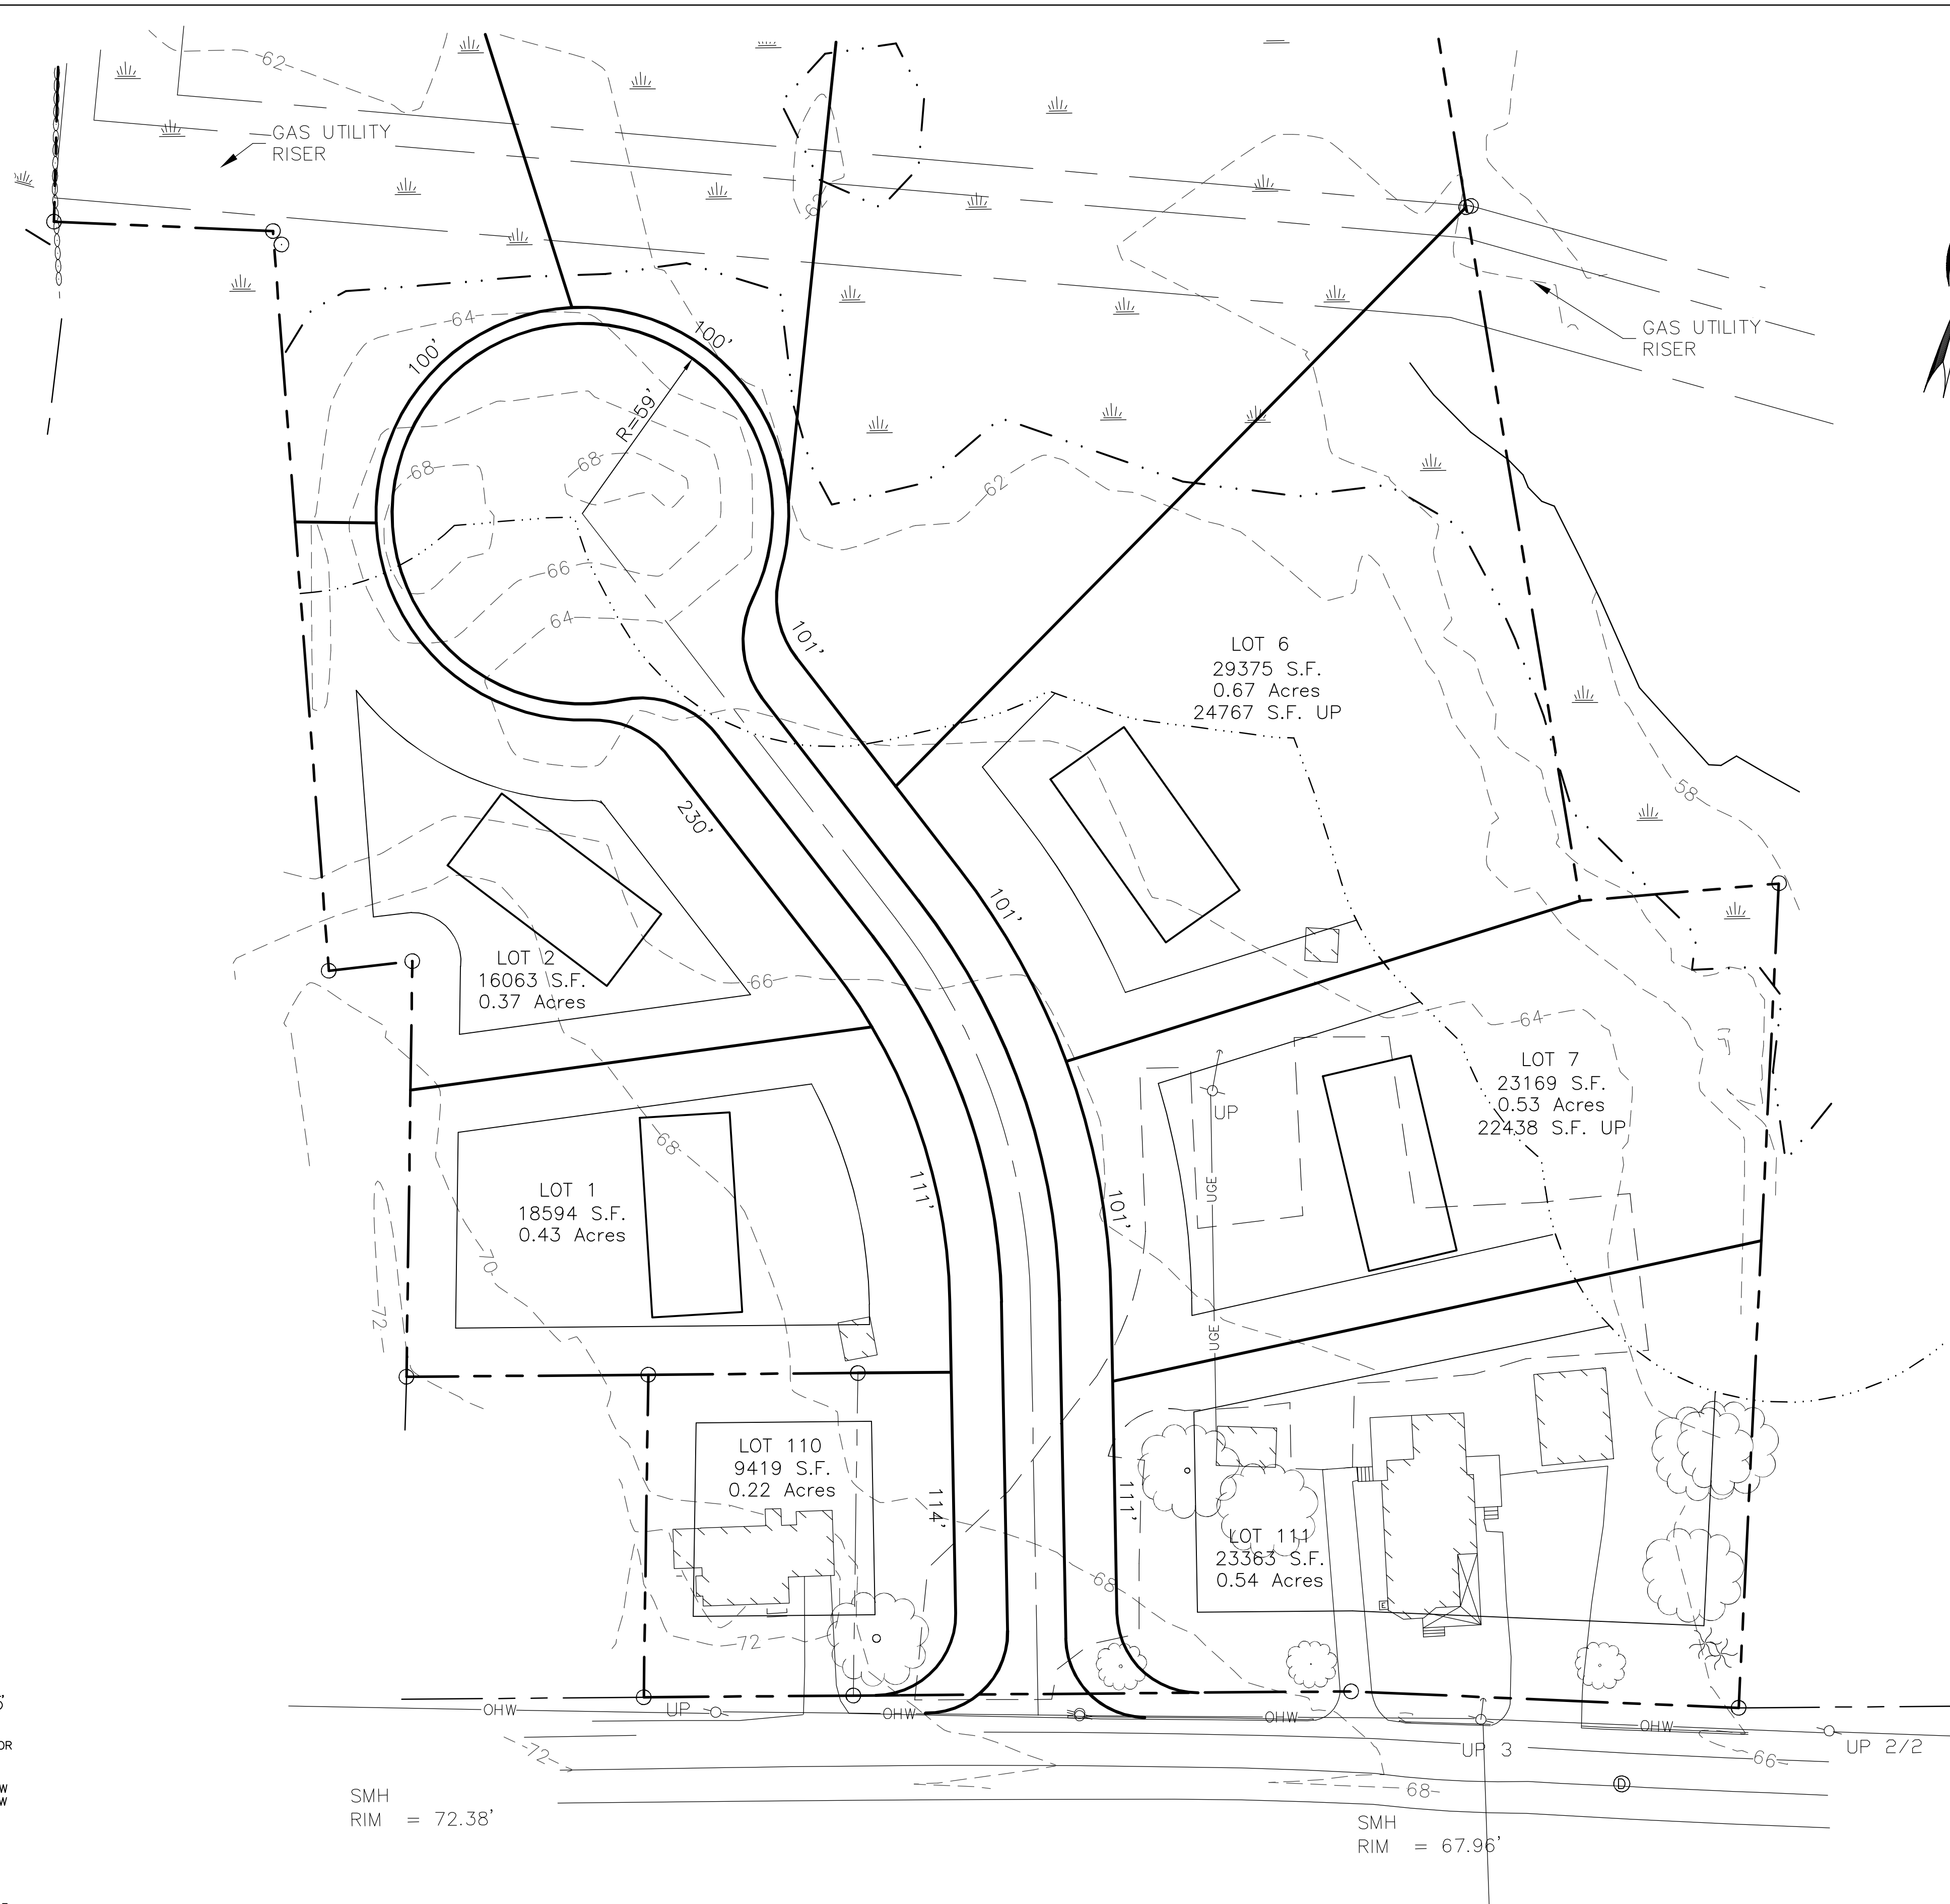 62
GAS UTILITY
RISER
62
GAS UTILITY
RISER
64
100'
100'
R=59'
68
68
62
66
64
101'
LOT 6
29375 S.F.
0.67 Acres
24767 S.F. UP
58
230'
101'
LOT 2
16063 S.F.
0.37 Acres
66
64
LOT 7
23169 S.F.
0.53 Acres
22438 S.F. UP
UP
68
UGE
LOT 1
18594 S.F.
0.43 Acres
111'
101'
70
72
UGE
LOT 110
9419 S.F.
0.22 Acres
114'
111'
LOT 111
23363 S.F.
0.54 Acres
68
E
72
UP
OHW
OHW
OHW
OHW
UP 3
UP 2/2
OR
72
66
68
D
W
W
SMH
RIM = 72.38'
SMH
RIM = 67.96'